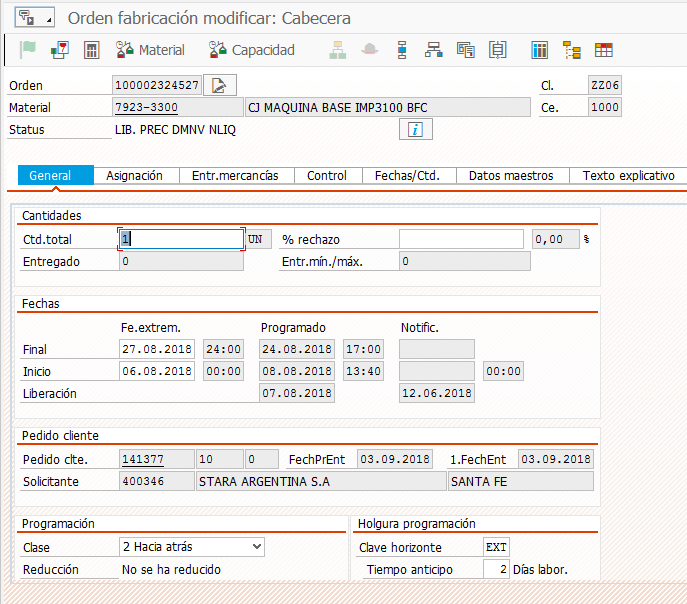 Orden fabricación modificar: Cabecera
Material Capacidad
Orden 100002324527 Cl. ZZ06
Material 7923-3300 CJ MAQUINA BASE IMP3100 BFC Ce. 1000
Status LIB. PREC DMNV NLIQ
General Asignación Entr.mercancías Control Fechas/Ctd. Datos maestros Texto explicativo
Cantidades
Ctd.total 1 UN % rechazo 0,00 %
Entregado 0 Entr.mín./máx. 0
Fechas
Fe.extrem. Programado Notific.
Final 27.08.2018 24:00 24.08.2018 17:00
Inicio 06.08.2018 00:00 08.08.2018 13:40 00:00
Liberación 07.08.2018 12.06.2018
Pedido cliente
Pedido clte. 141377 10 0 FechPrEnt 03.09.2018 1.FechEnt 03.09.2018
Solicitante 400346 STARA ARGENTINA S.A SANTA FE
Programación Holgura programación
Clase 2 Hacia atrás Clave horizonte EXT
Reducción No se ha reducido Tiempo anticipo 2 Días labor.